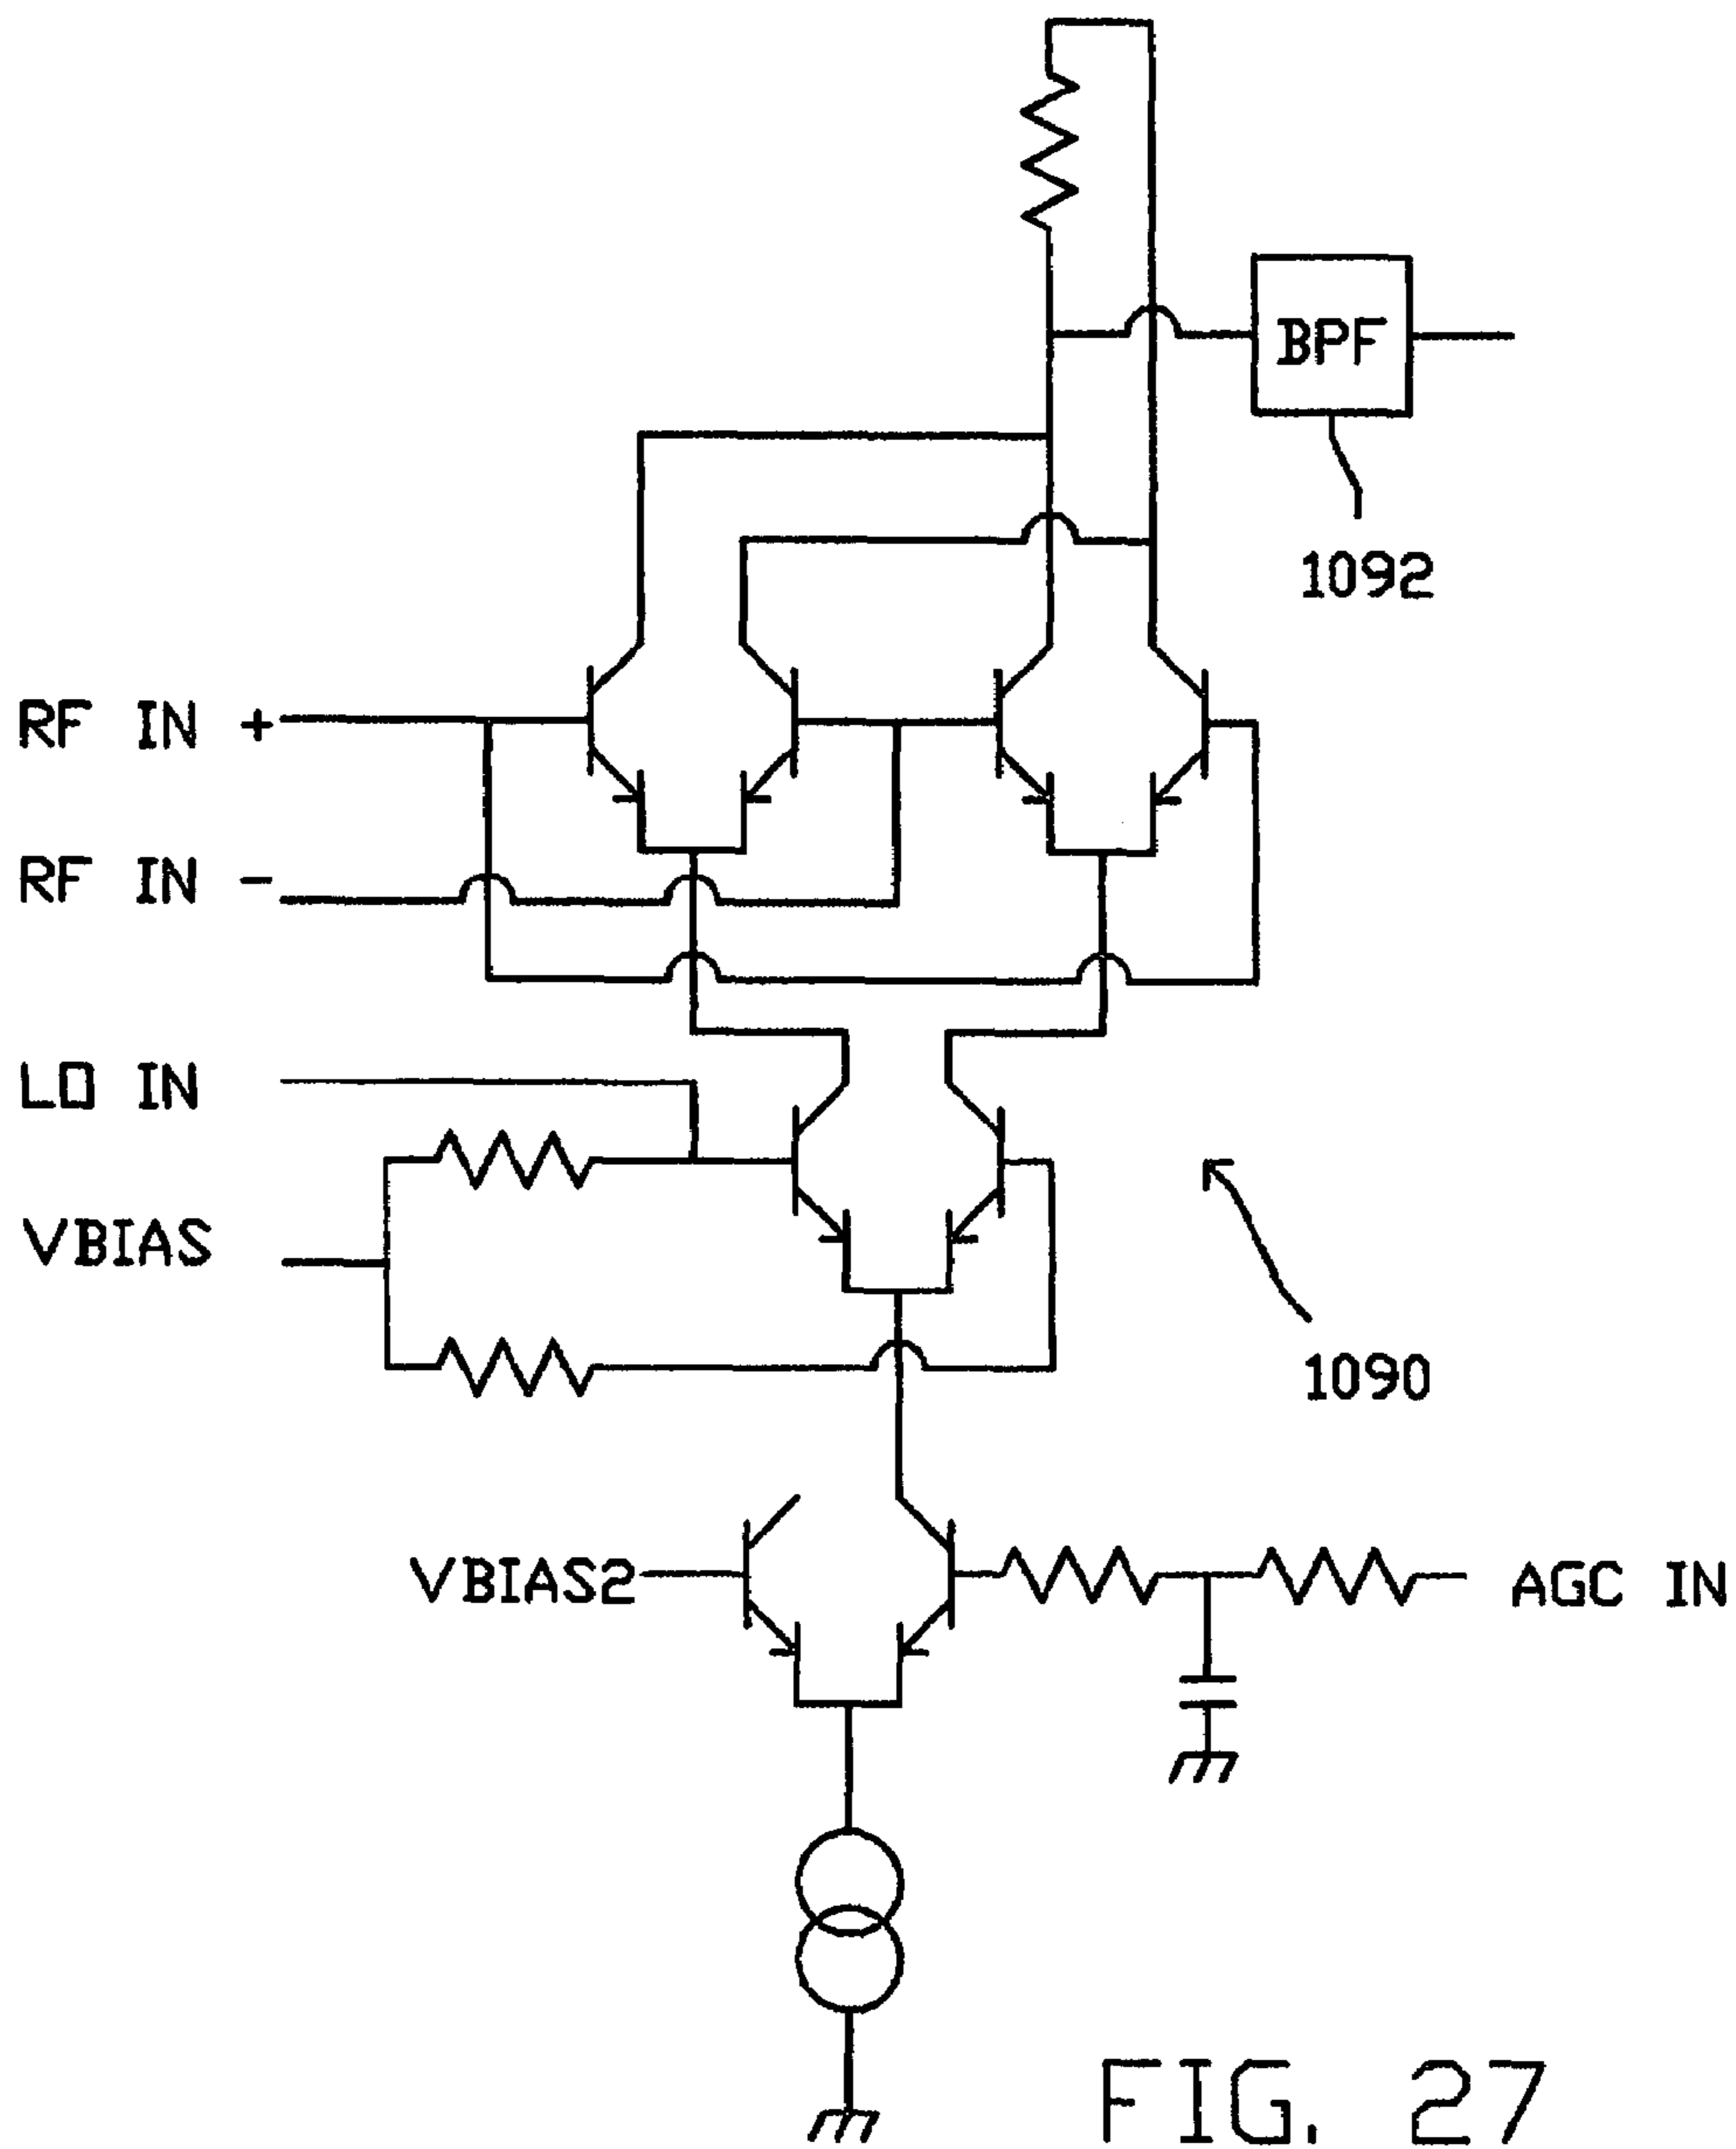 BPF
1092
RF IN +
RF IN -
LO IN
VBIAS
1090
VBIAS2
AGC IN
FIG. 27